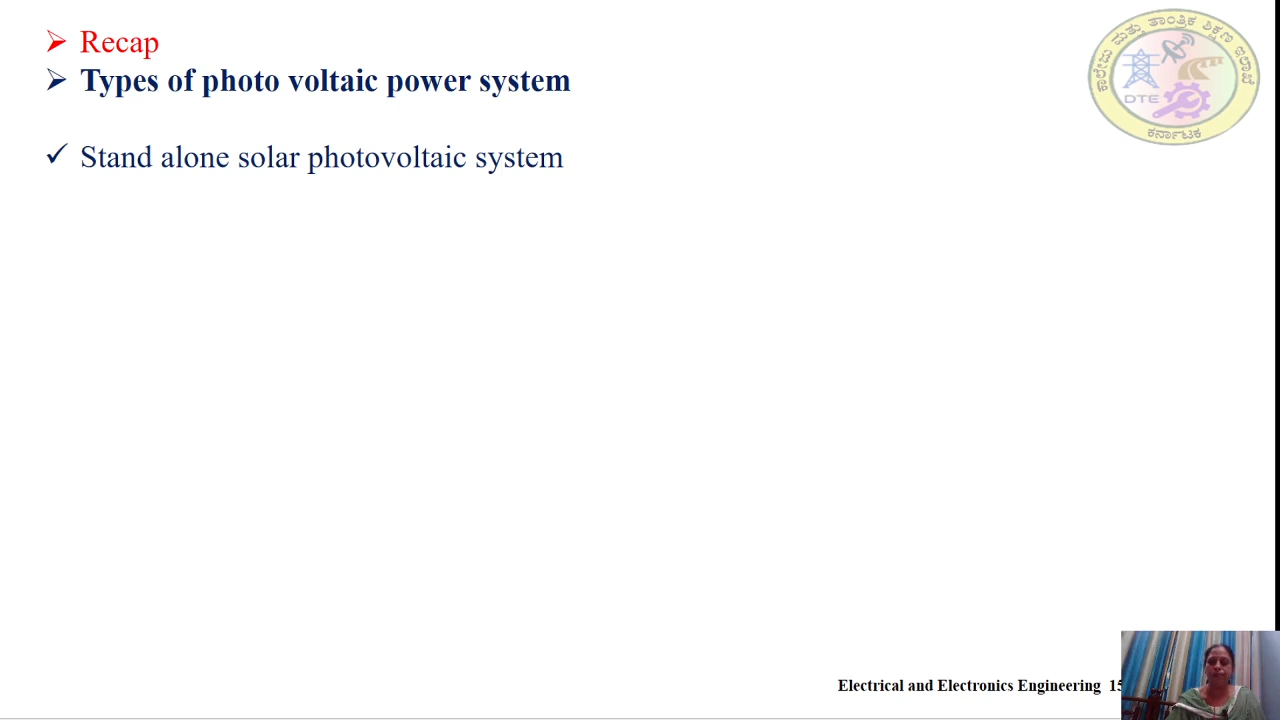 Recap
Types of photo voltaic power system
Stand alone solar photovoltaic system
ಕಾಲೇಜು ಮತ್ತು ತಾಂತ್ರಿಕ ಶಿಕ್ಷಣ ಇಲಾಖೆ
DTE
ಕರ್ನಾಟಕ
Electrical and Electronics Engineering 15